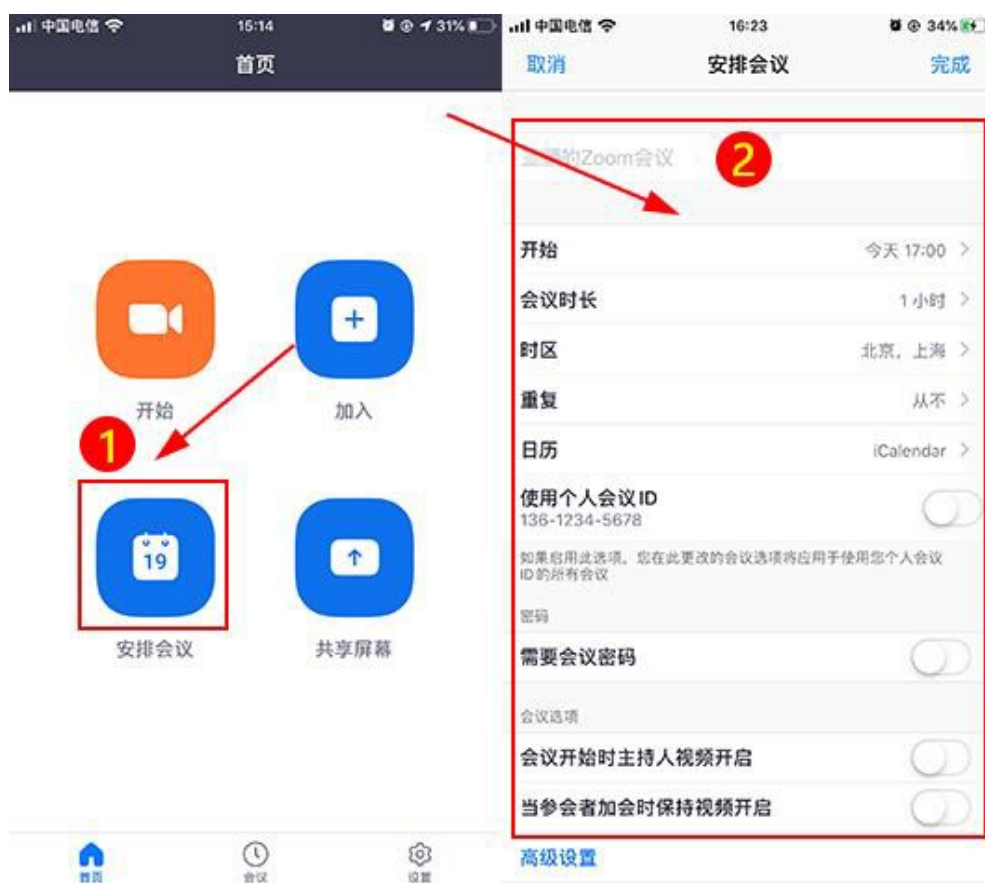 中国电信
15:14
31%
首页
开始
加入
1
19
安排会议
共享屏幕
首页
会议
设置
中国电信
16:23
34%
取消
安排会议
完成
的Zoom会议
2
开始
今天 17:00
会议时长
1 小时
时区
北京，上海
重复
从不
日历
iCalendar
使用个人会议 ID
136-1234-5678
如果启用此选项，您在此更改的会议选项将应用于使用您个人会议
ID的所有会议
密码
需要会议密码
会议选项
会议开始时主持人视频开启
当参会者加会时保持视频开启
高级设置